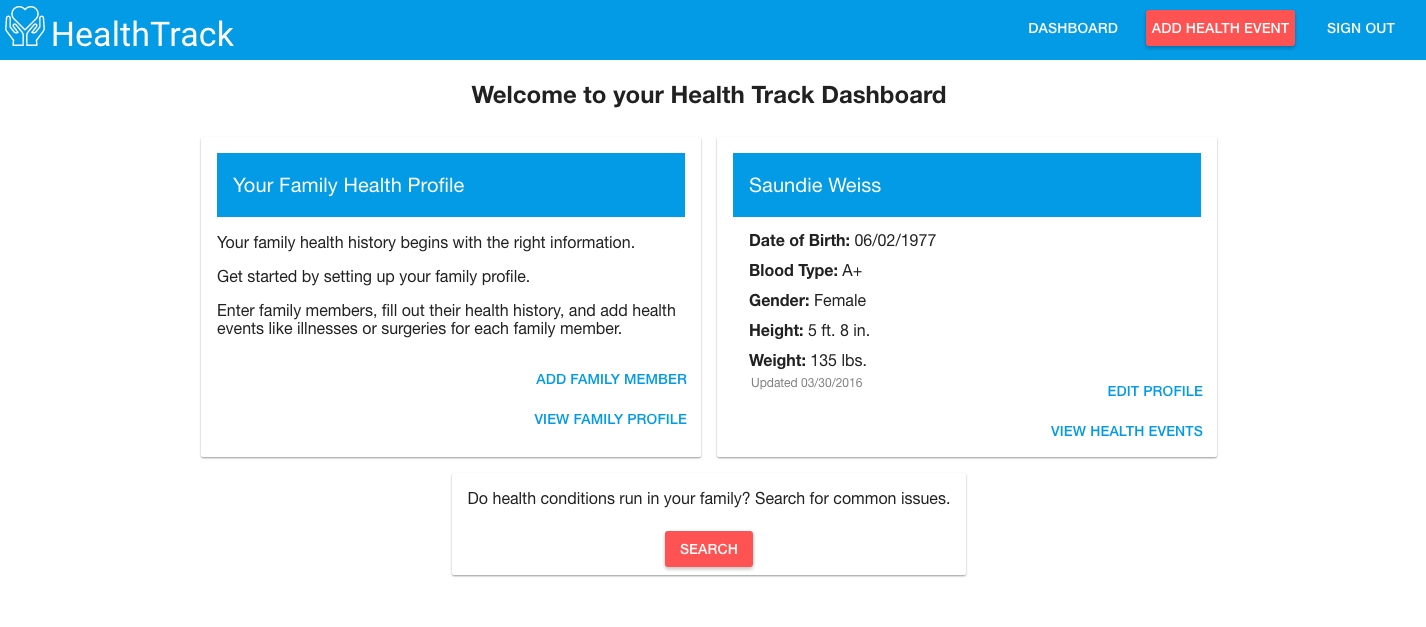 HealthTrack
DASHBOARD
ADD HEALTH EVENT
SIGN OUT
Welcome to your Health Track Dashboard
Your Family Health Profile
Your family health history begins with the right information.
Get started by setting up your family profile.
Enter family members, fill out their health history, and add health
events like illnesses or surgeries for each family member.
ADD FAMILY MEMBER
VIEW FAMILY PROFILE
Saundie Weiss
Date of Birth: 06/02/1977
Blood Type: A+
Gender: Female
Height: 5 ft. 8 in.
Weight: 135 lbs.
Updated 03/30/2016
EDIT PROFILE
VIEW HEALTH EVENTS
Do health conditions run in your family? Search for common issues.
SEARCH